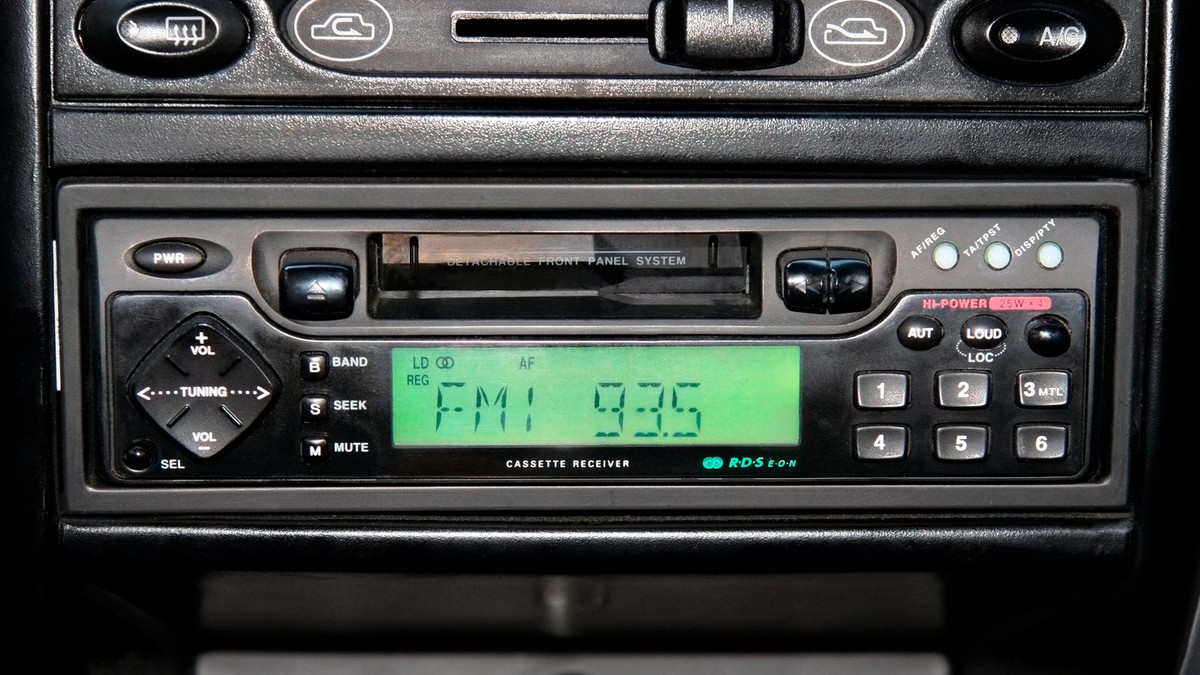 A/C
PWR
DETACHABLE FRONT PANEL SYSTEM
AF/REG
TA/TPST
DISP/PTY
HI-POWER 25W × 4
+
VOL
TUNING
VOL
−
SEL
B BAND
S SEEK
M MUTE
LD AF
REG
FM1 93.5
CASSETTE RECEIVER
R·D·S E·O·N
AUT
LOUD
LOC
1
2
3 MTL
4
5
6